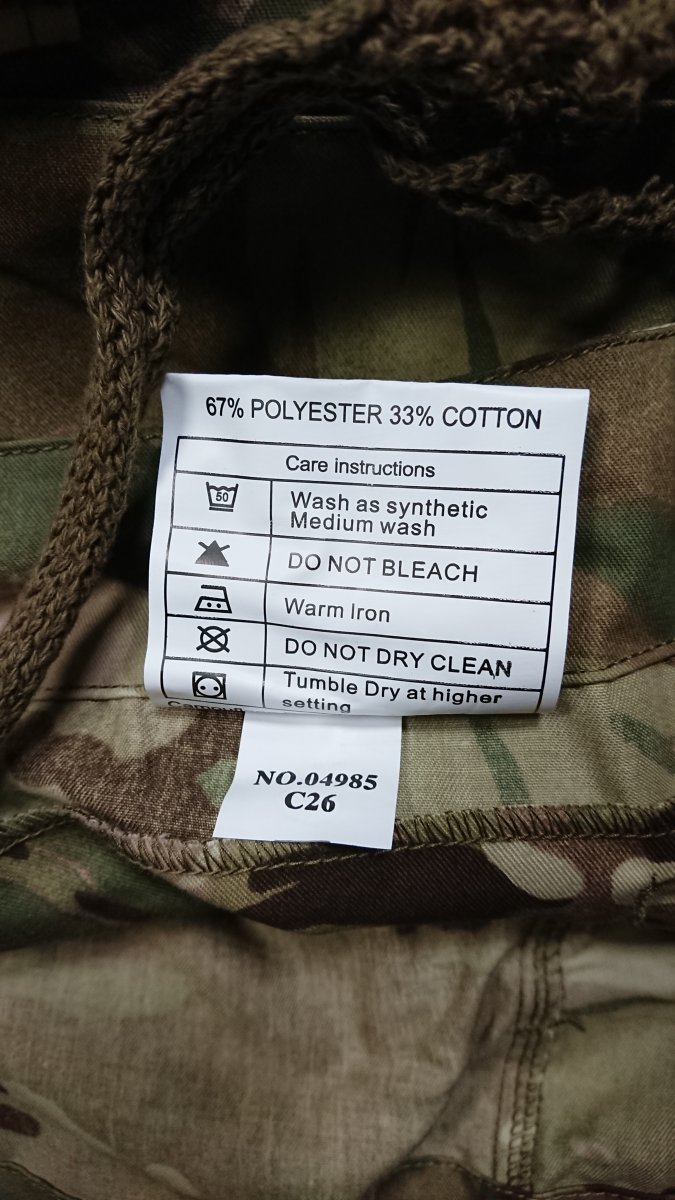 67% POLYESTER 33% COTTON
Care instructions
50
Wash as synthetic
Medium wash
DO NOT BLEACH
Warm Iron
DO NOT DRY CLEAN
Tumble Dry at higher
setting
NO.04985
C26